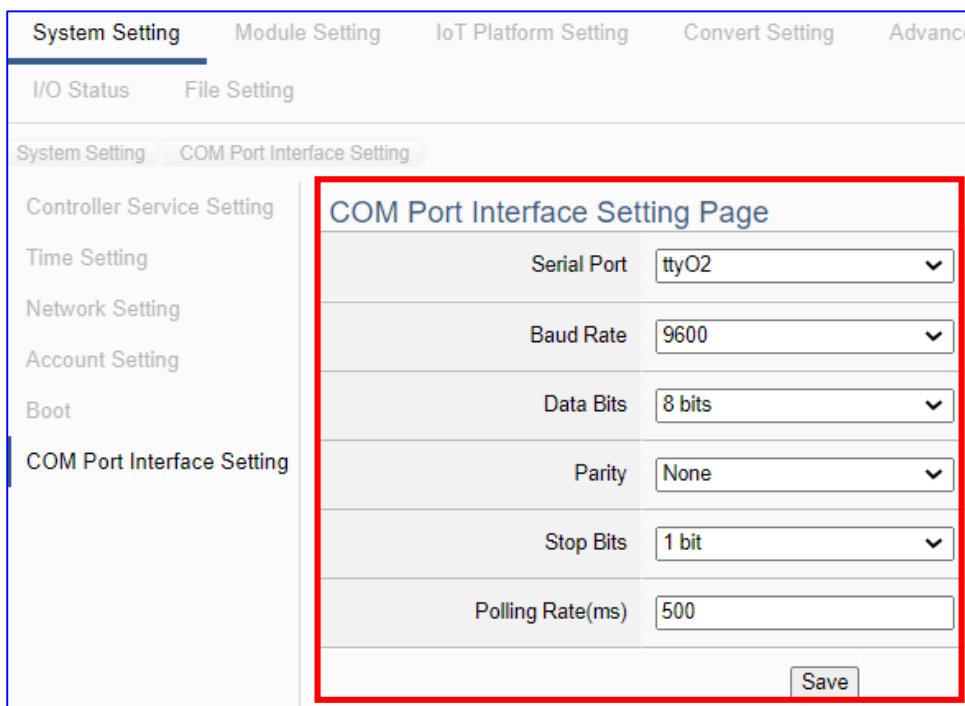 System Setting Module Setting IoT Platform Setting Convert Setting Advanc
I/O Status File Setting
System Setting COM Port Interface Setting
Controller Service Setting
Time Setting
Network Setting
Account Setting
Boot
COM Port Interface Setting
COM Port Interface Setting Page
Serial Port ttyO2
Baud Rate 9600
Data Bits 8 bits
Parity None
Stop Bits 1 bit
Polling Rate(ms) 500
Save